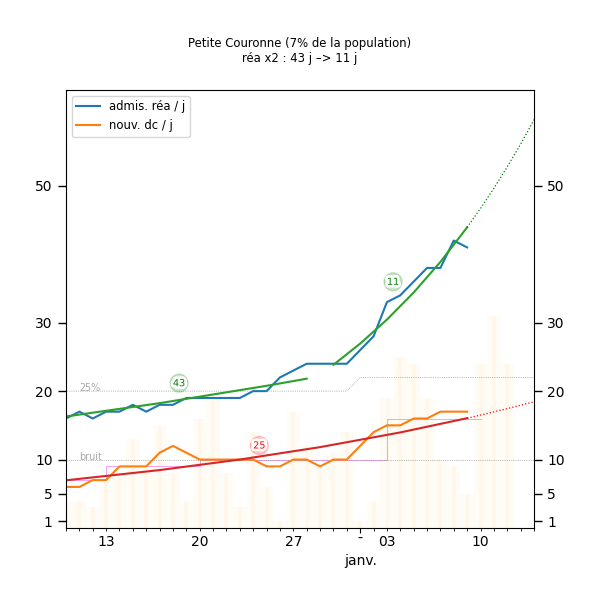 Petite Couronne (7% de la population)
réa x2 : 43 j –> 11 j
admis. réa / j
nouv. dc / j
50 50
11
30 30
43
25%
20 20
25
bruit
10 10
5 5
1 1
13 20 27 - 03 10
janv.